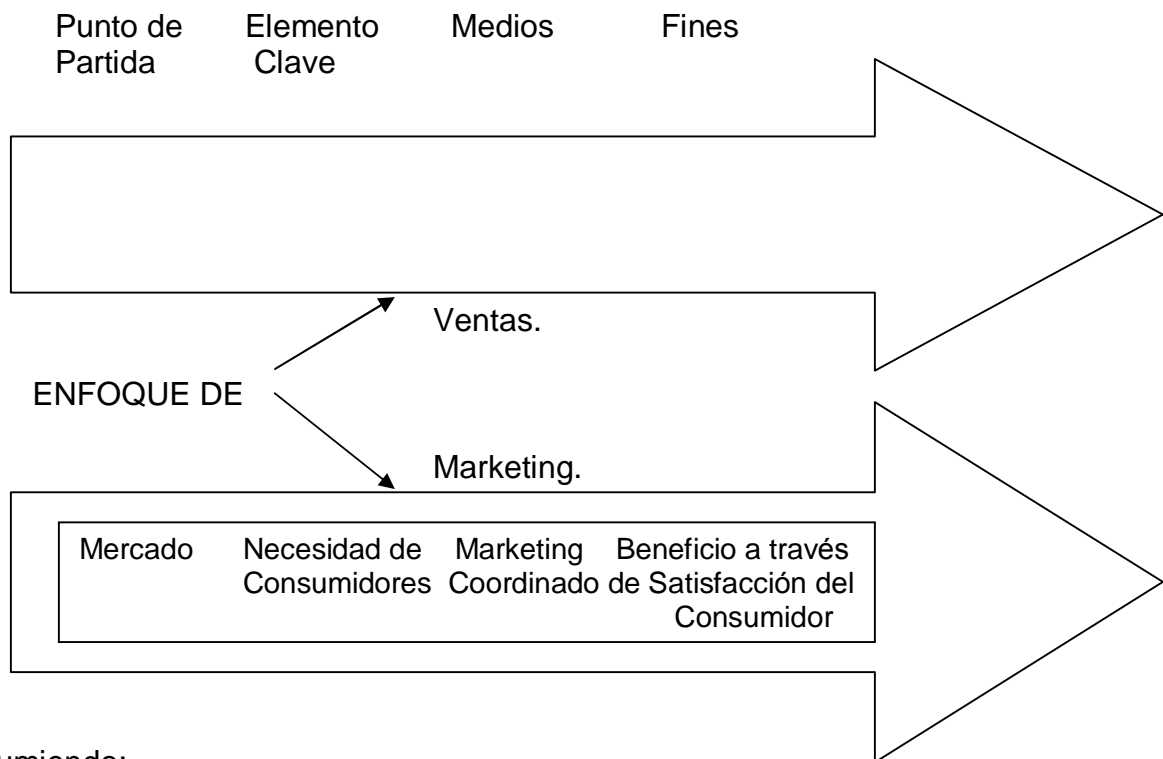 Punto de Elemento Medios Fines
Partida Clave
Ventas.
ENFOQUE DE
Marketing.
Mercado Necesidad de Marketing Beneficio a través
Consumidores Coordinado de Satisfacción del
Consumidor
umiendo: